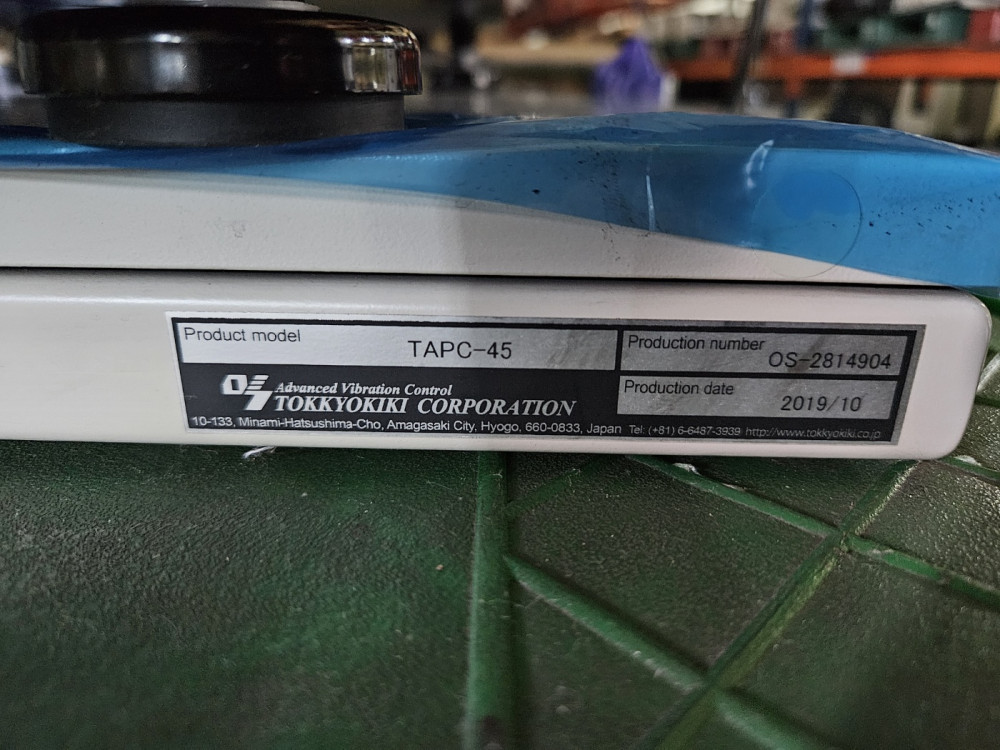 Product model
TAPC-45
Production number
OS-2814904
Production date
2019/10
Advanced Vibration Control
TOKKYOKIKI CORPORATION
10-133, Minami-Hatsushima-Cho, Amagasaki City, Hyogo, 660-0833, Japan Tel: (+81) 6-6487-3939 http://www.tokkyokiki.co.jp